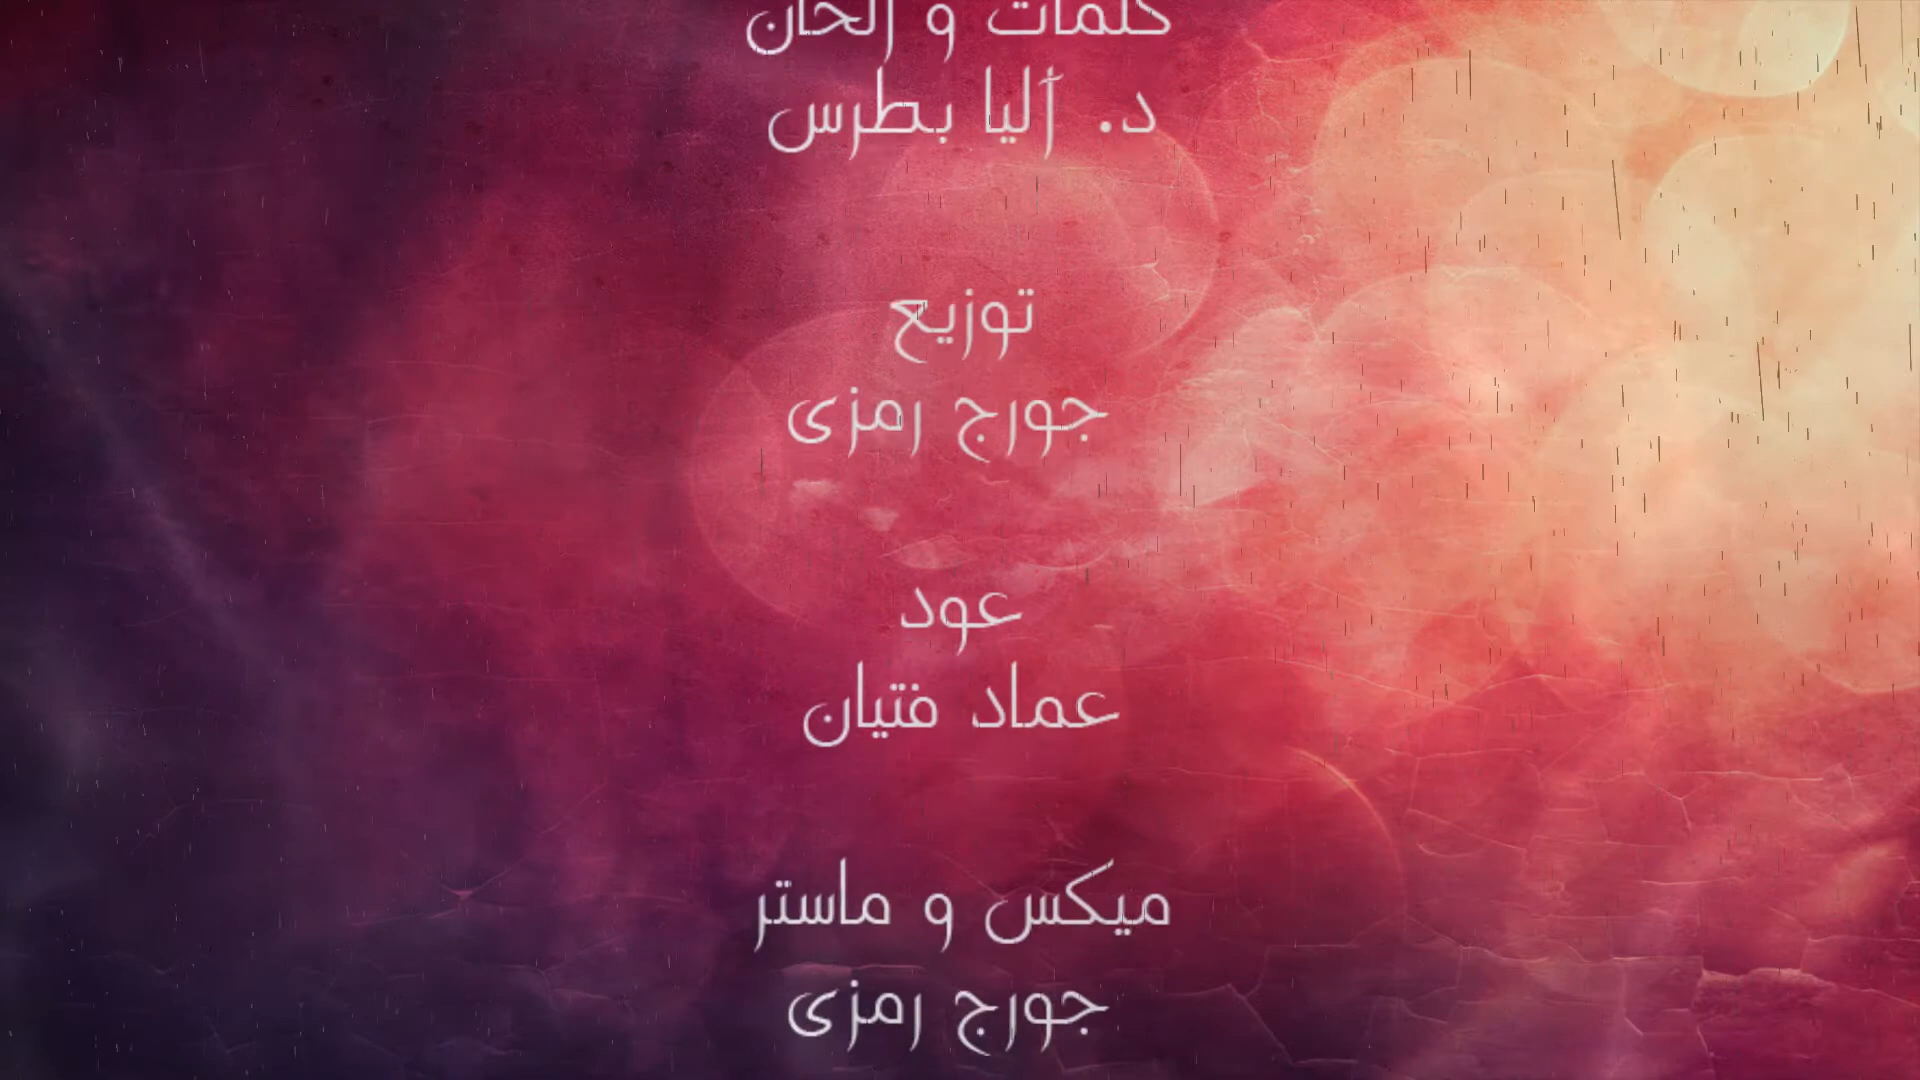 كلمات و ألحان
د. أليا بطرس
توزيع
جورج رمزى
عود
عماد فتيان
ميكس و ماستر
جورج رمزى